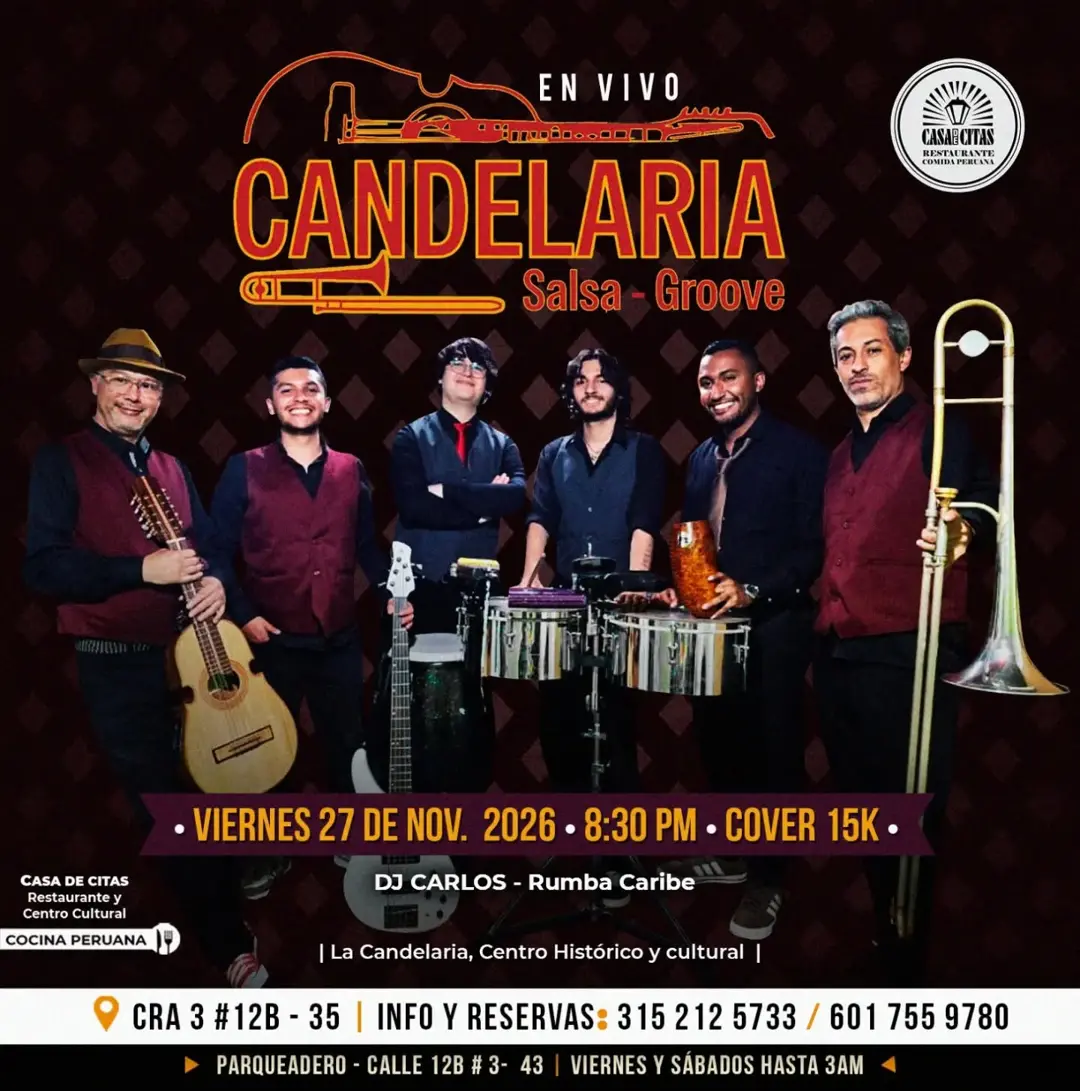 EN VIVO
CASA DE CITAS
RESTAURANTE
COMIDA PERUANA
CANDELARIA
Salsa - Groove
• VIERNES 27 DE NOV. 2026 • 8:30 PM • COVER 15K •
DJ CARLOS - Rumba Caribe
CASA DE CITAS
Restaurante y
Centro Cultural
COCINA PERUANA
| La Candelaria, Centro Histórico y cultural |
CRA 3 #12B - 35 | INFO Y RESERVAS: 315 212 5733 / 601 755 9780
PARQUEADERO - CALLE 12B # 3- 43 | VIERNES Y SÁBADOS HASTA 3AM